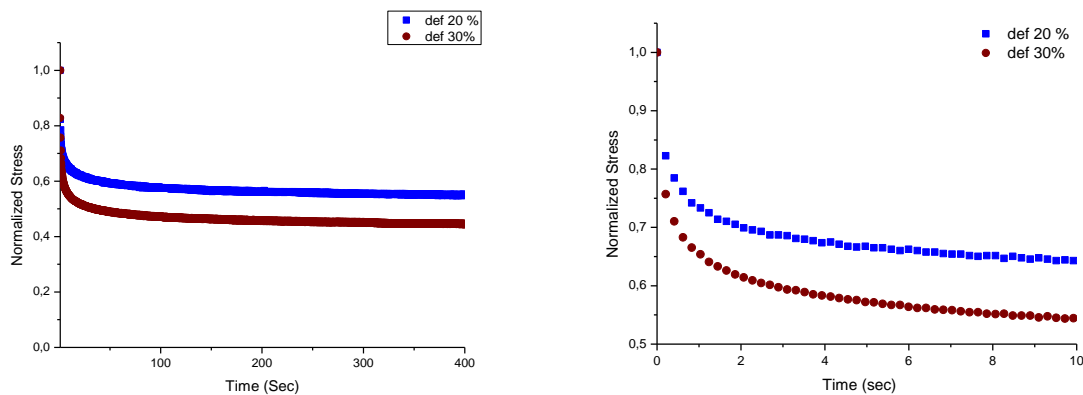 def 20 %
def 30%
1,0
0,8
0,6
0,4
0,2
0,0
100
200
300
400
Normalized Stress
Time (Sec)
def 20 %
def 30%
1,0
0,9
0,8
0,7
0,6
0,5
0
2
4
6
8
10
Normalized Stress
Time (sec)